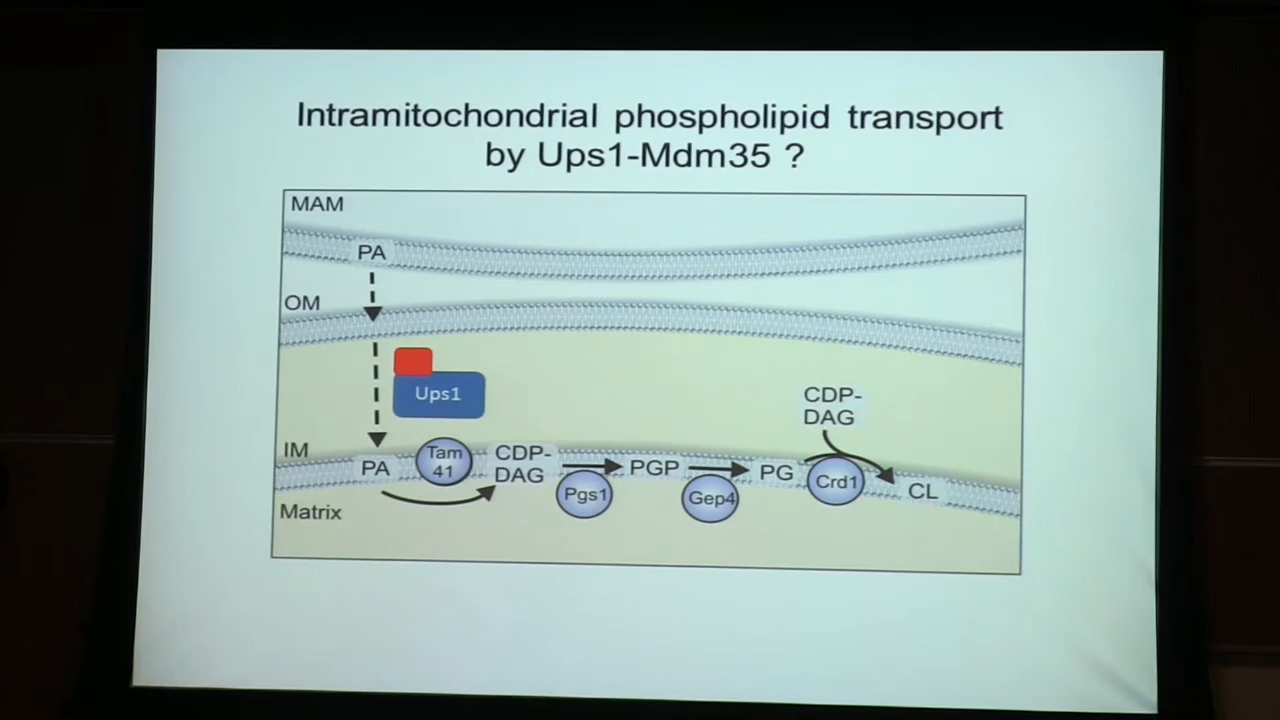 Intramitochondrial phospholipid transport
by Ups1-Mdm35 ?
MAM
PA
OM
Ups1
CDP-
DAG
IM
PA
Tam
41
CDP-
DAG
Pgs1
PGP
Gep4
PG
Crd1
CL
Matrix